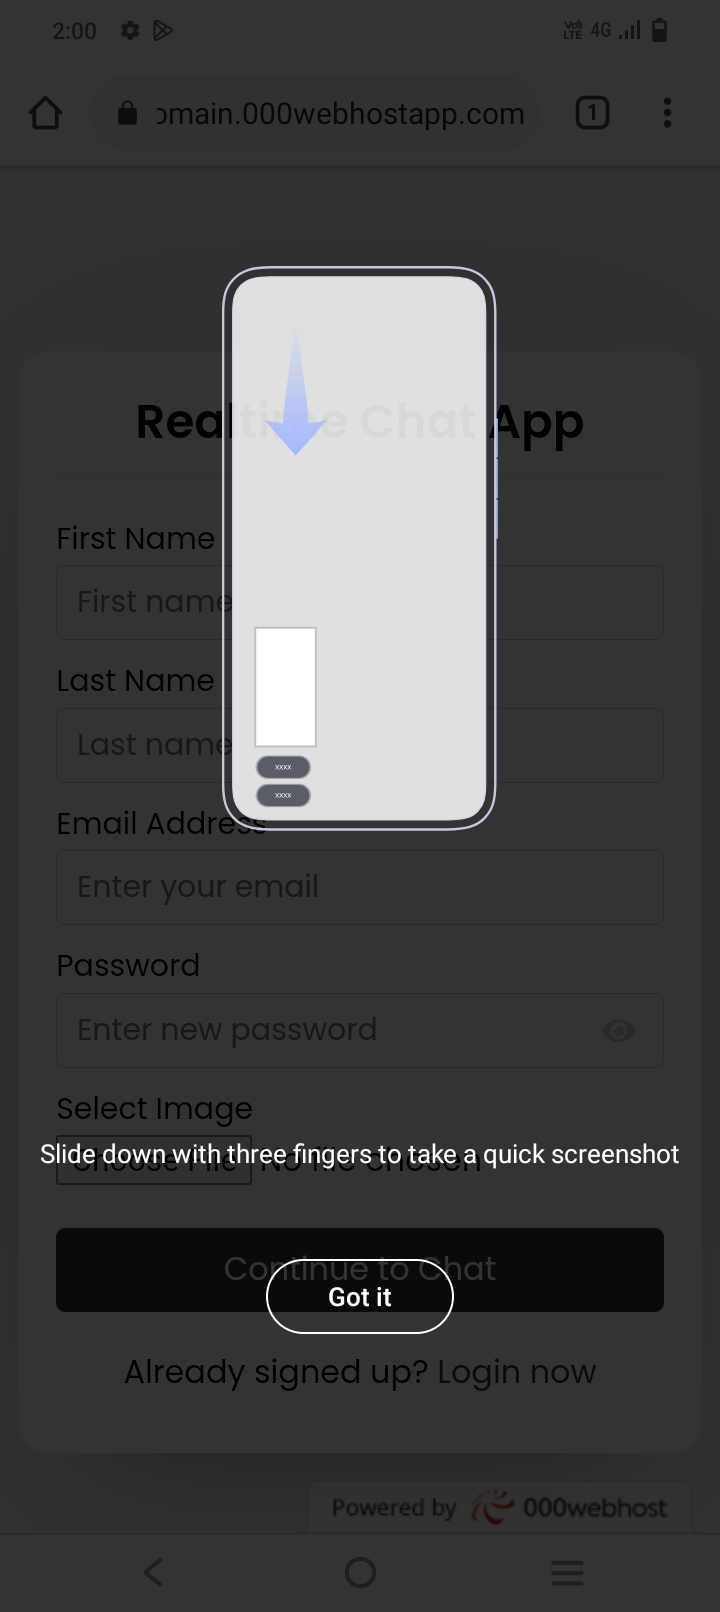 2:00 Vo) LTE 4G
omain.000webhostapp.com 1
Realtime Chat App
First Name
First name
Last Name
Last name
xxxx
xxxx
Email Address
Enter your email
Password
Enter new password
Select Image
Choose File No file chosen
Slide down with three fingers to take a quick screenshot
Continue to Chat
Got it
Already signed up? Login now
Powered by 000webhost